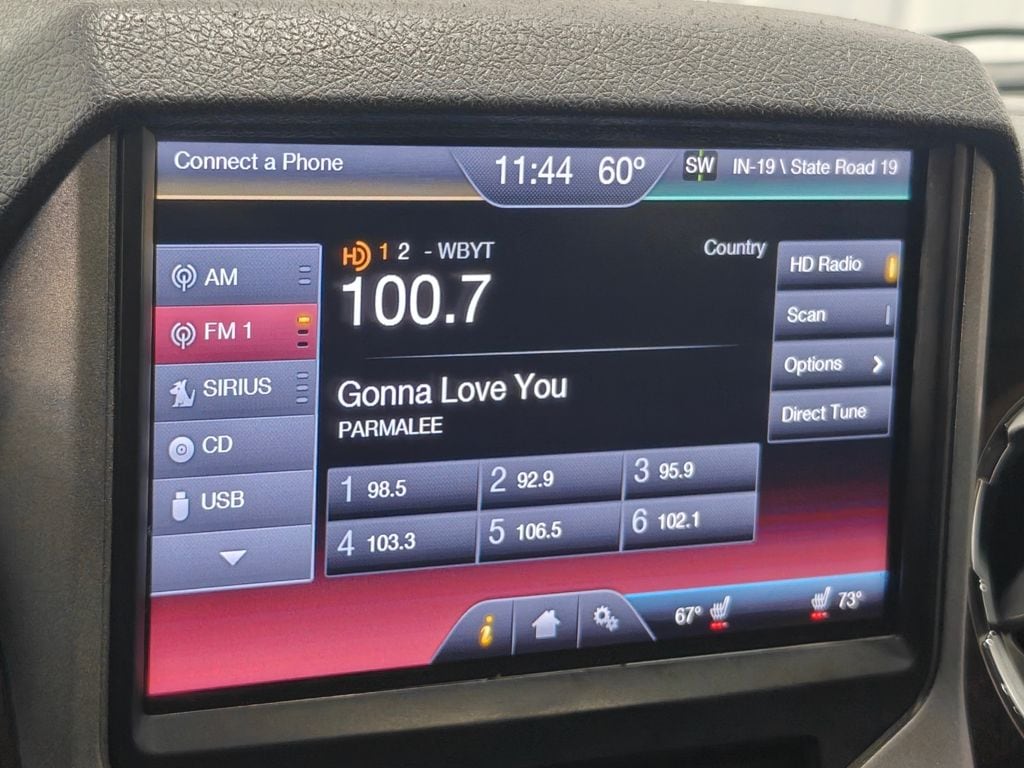 Connect a Phone
11:44 60°
SW IN-19 \ State Road 19
AM
FM 1
SIRIUS
CD
USB
HD 1 2 - WBYT
Country
100.7
Gonna Love You
PARMALEE
1 98.5
2 92.9
3 95.9
4 103.3
5 106.5
6 102.1
HD Radio
Scan
Options
Direct Tune
i
67°
73°